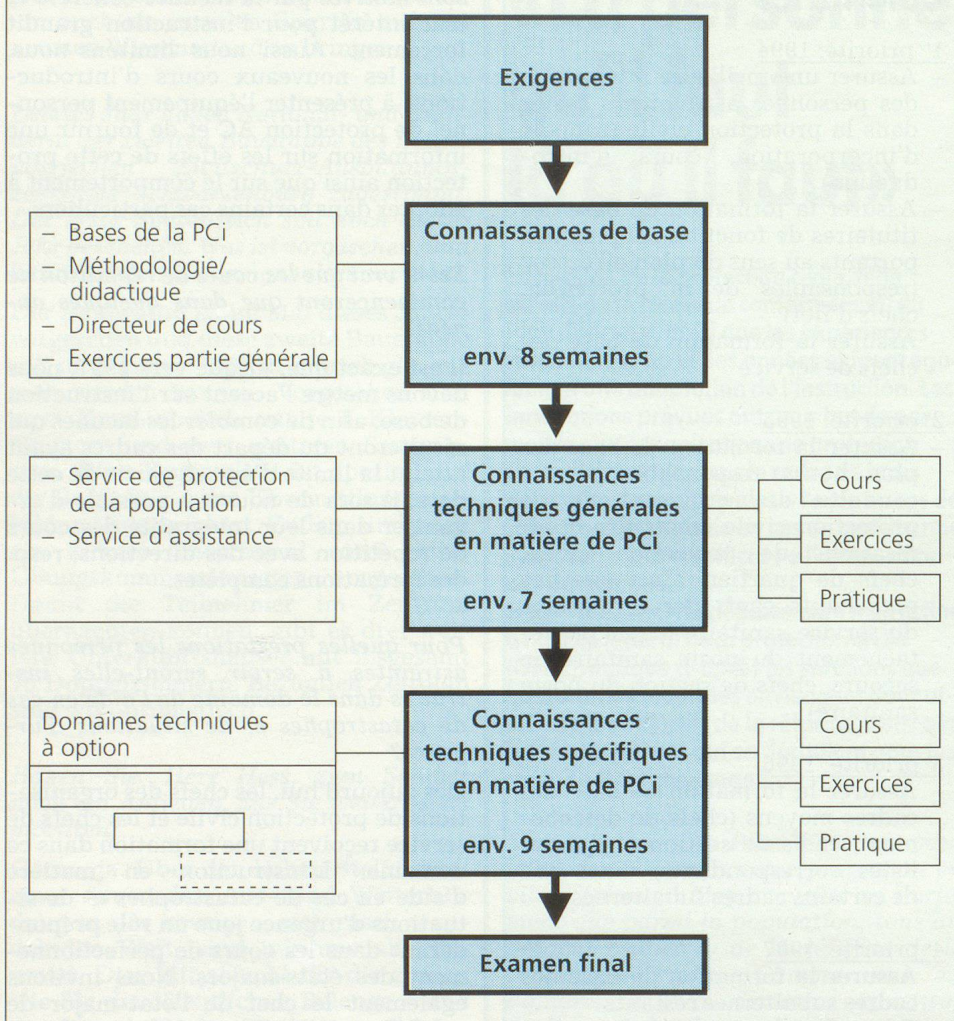 Exigences
Connaissances de base
env. 8 semaines
– Bases de la PCi
– Méthodologie/
didactique
– Directeur de cours
– Exercices partie générale
– Service de protection
de la population
– Service d'assistance
Connaissances
techniques générales
en matière de PCi
env. 7 semaines
Cours
Exercices
Pratique
Domaines techniques
à option
Connaissances
techniques spécifiques
en matière de PCi
env. 9 semaines
Cours
Exercices
Pratique
Examen final